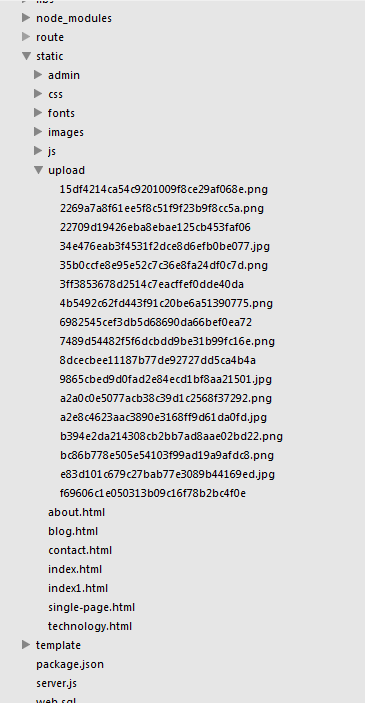 libs
node_modules
route
static
admin
css
fonts
images
js
upload
15df4214ca54c9201009f8ce29af068e.png
2269a7a8f61ee5f8c51f9f23b9f8cc5a.png
22709d19426eba8ebae125cb453faf06
34e476eab3f4531f2dce8d6efb0be077.jpg
35b0ccfe8e95e52c7c36e8fa24df0c7d.png
3ff3853678d2514c7eacffef0dde40da
4b5492c62fd443f91c20be6a51390775.png
6982545cef3db5d68690da66bef0ea72
7489d54482f5f6dcbdd9be31b99fc16e.png
8dcecbee11187b77de92727dd5ca4b4a
9865cbed9d0fad2e84ecd1bf8aa21501.jpg
a2a0c0e5077acb38c39d1c2568f37292.png
a2e8c4623aac3890e3168ff9d61da0fd.jpg
b394e2da214308cb2bb7ad8aae02bd22.png
bc86b778e505e54103f99ad19a9afdc8.png
e83d101c679c27bab77e3089b44169ed.jpg
f69606c1e050313b09c16f78b2bc4f0e
about.html
blog.html
contact.html
index.html
index1.html
single-page.html
technology.html
template
package.json
server.js
web.sql